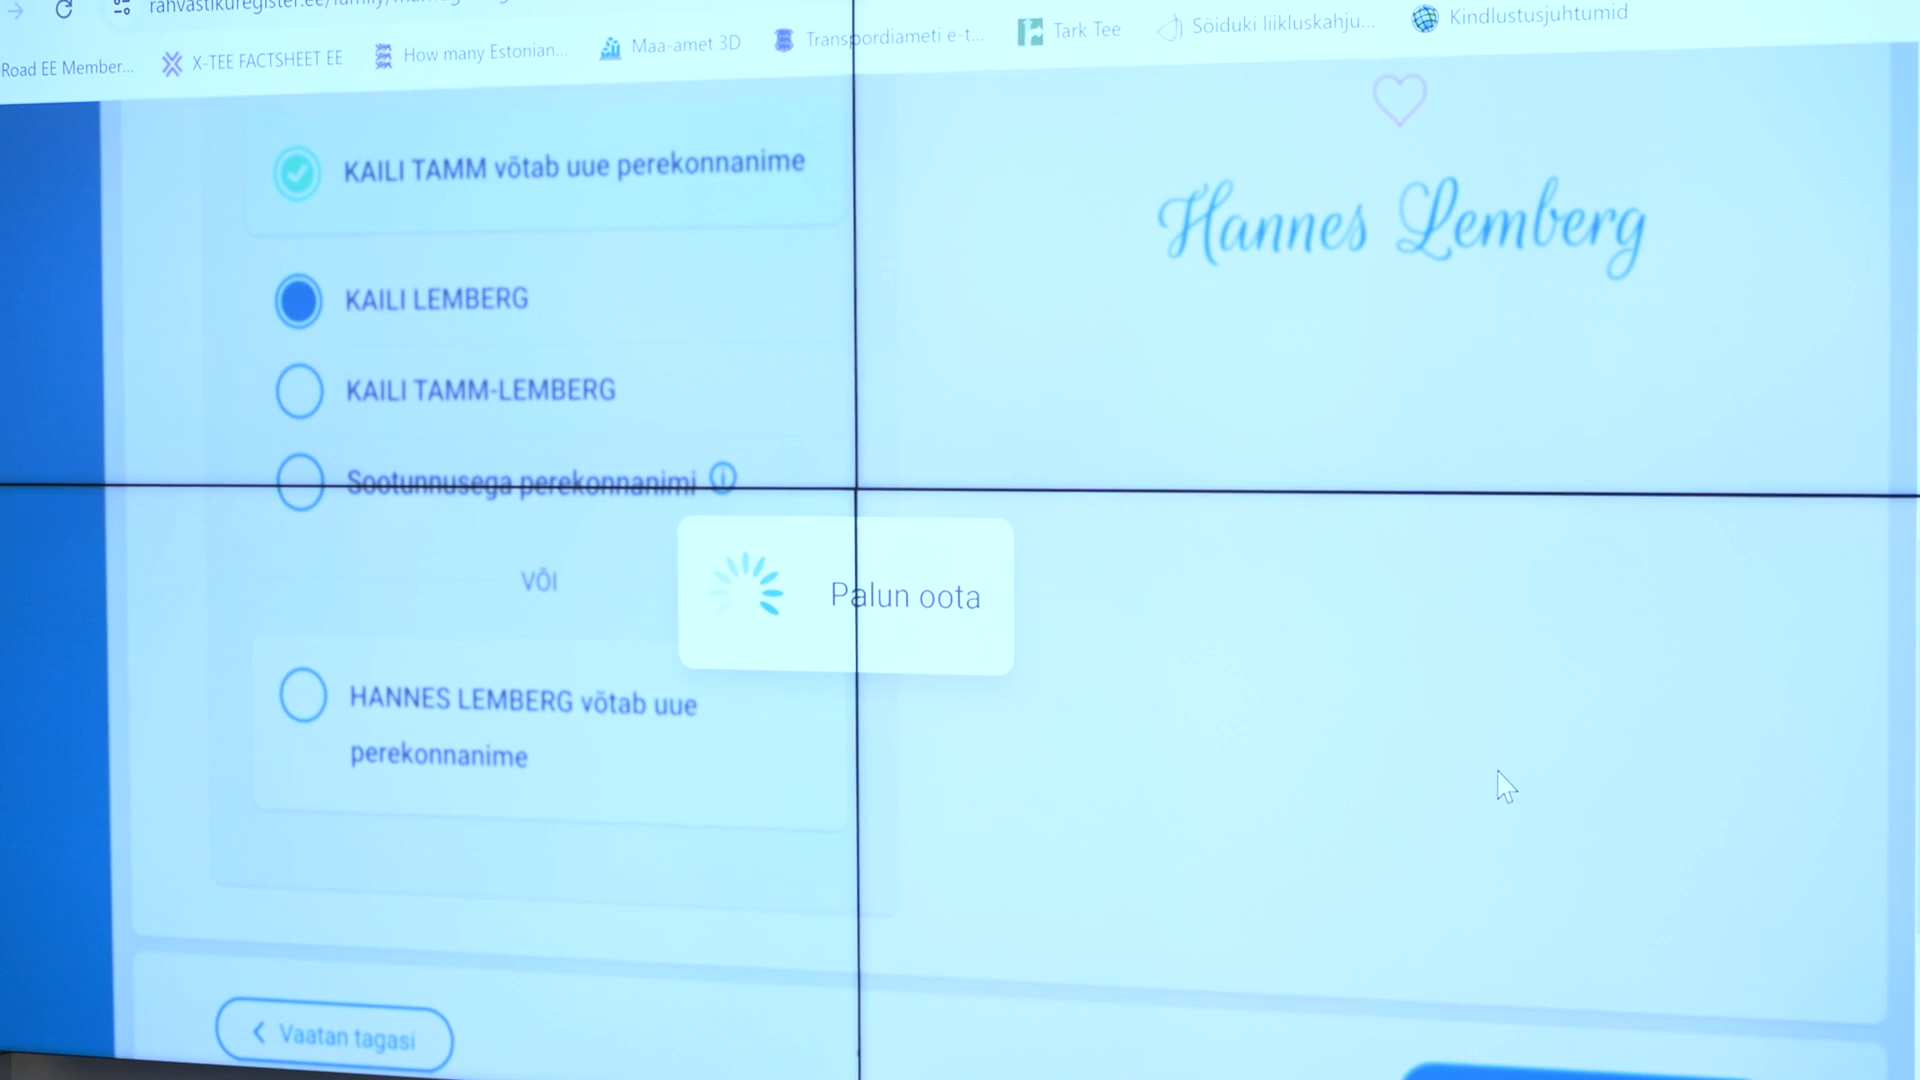 Road EE Member...
X-TEE FACTSHEET EE
How many Estonian...
Maa-amet 3D
Transpordiameti e-t...
Tark Tee
Sõiduki liikluskahju...
Kindlustusjuhtumid
KAILI TAMM võtab uue perekonnanime
KAILI LEMBERG
KAILI TAMM-LEMBERG
Sootunnusega perekonnanimi
VÕI
HANNES LEMBERG võtab uue
perekonnanime
Hannes Lemberg
Palun oota
Vaatan tagasi